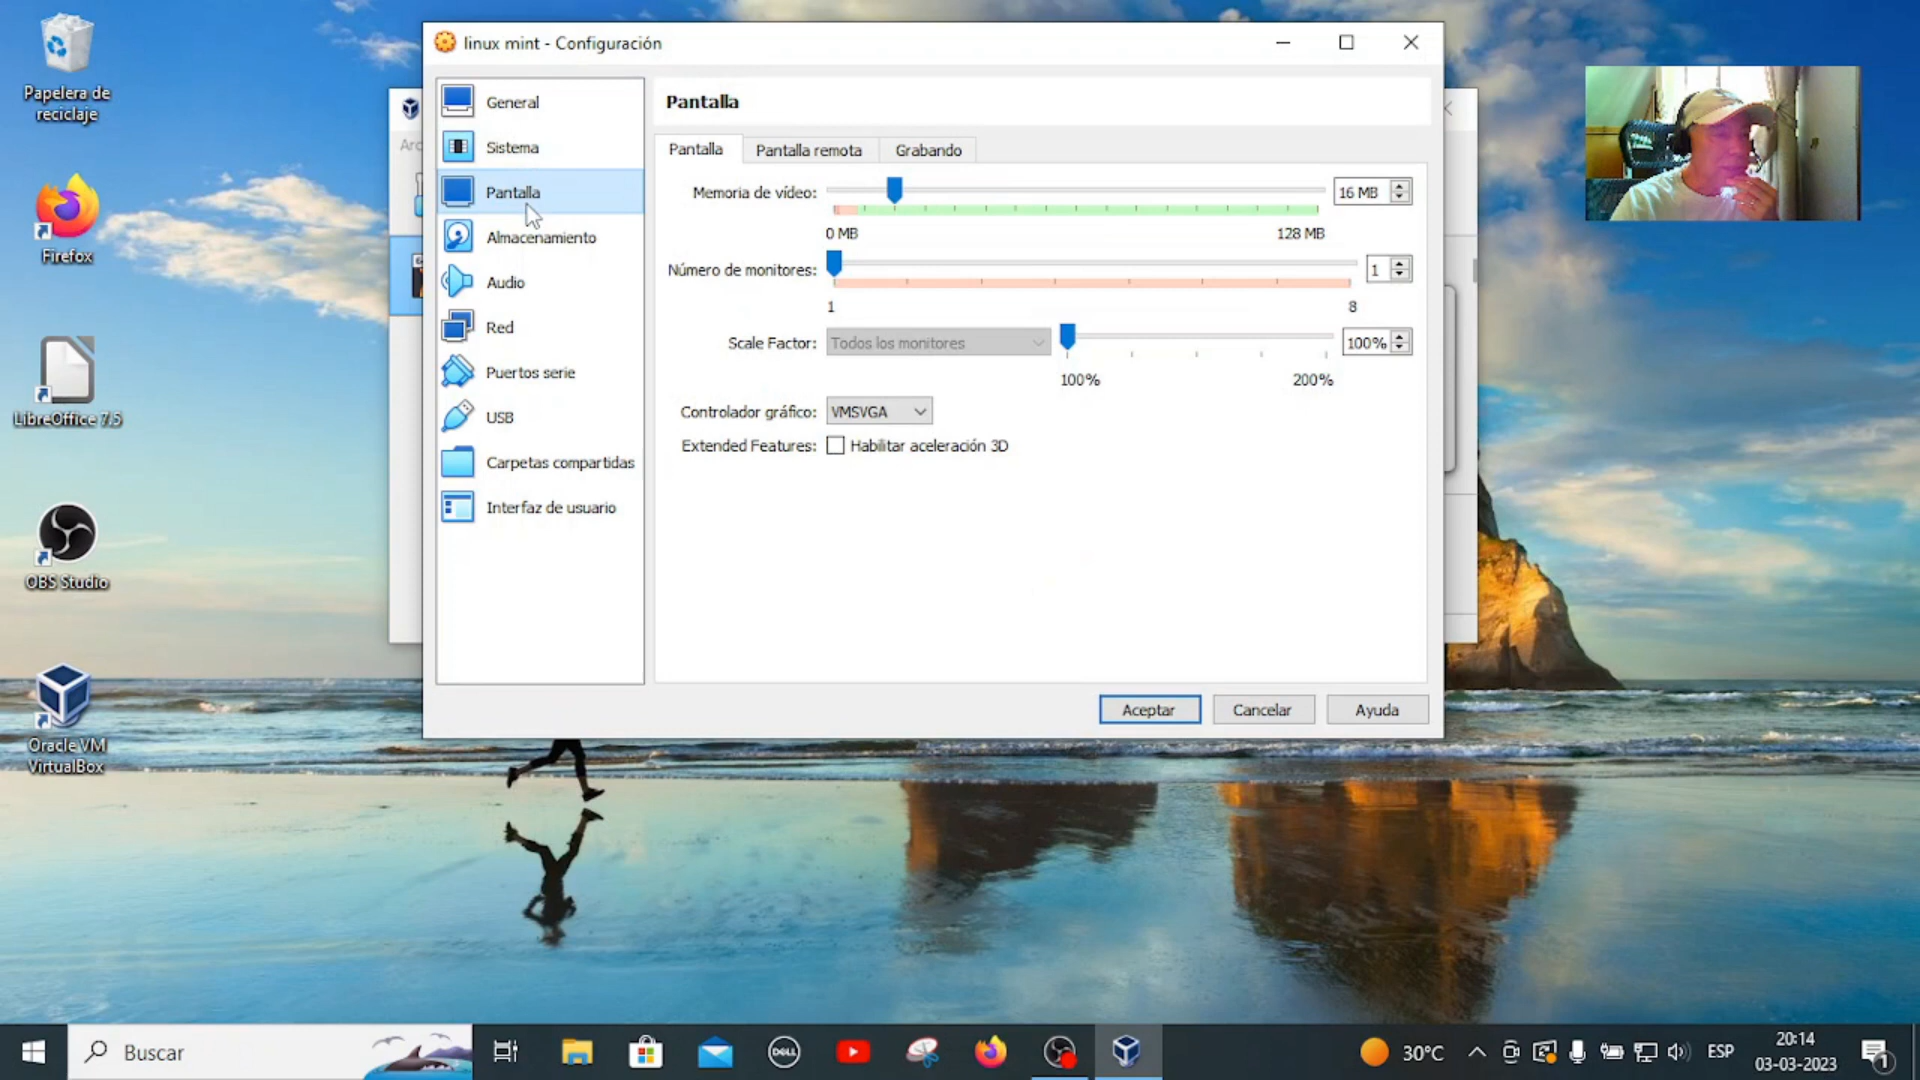 Papelera de
reciclaje
Firefox
LibreOffice 7.5
OBS Studio
Oracle VM
VirtualBox
linux mint - Configuración
General
Sistema
Pantalla
Almacenamiento
Audio
Red
Puertos serie
USB
Carpetas compartidas
Interfaz de usuario
Pantalla
Pantalla
Pantalla remota
Grabando
Memoria de vídeo:
16 MB
0 MB
128 MB
Número de monitores:
1
1
8
Scale Factor:
Todos los monitores
100%
100%
200%
Controlador gráfico:
VMSVGA
Extended Features:
Habilitar aceleración 3D
Aceptar
Cancelar
Ayuda
Buscar
DELL
30°C
ESP
20:14
03-03-2023
1